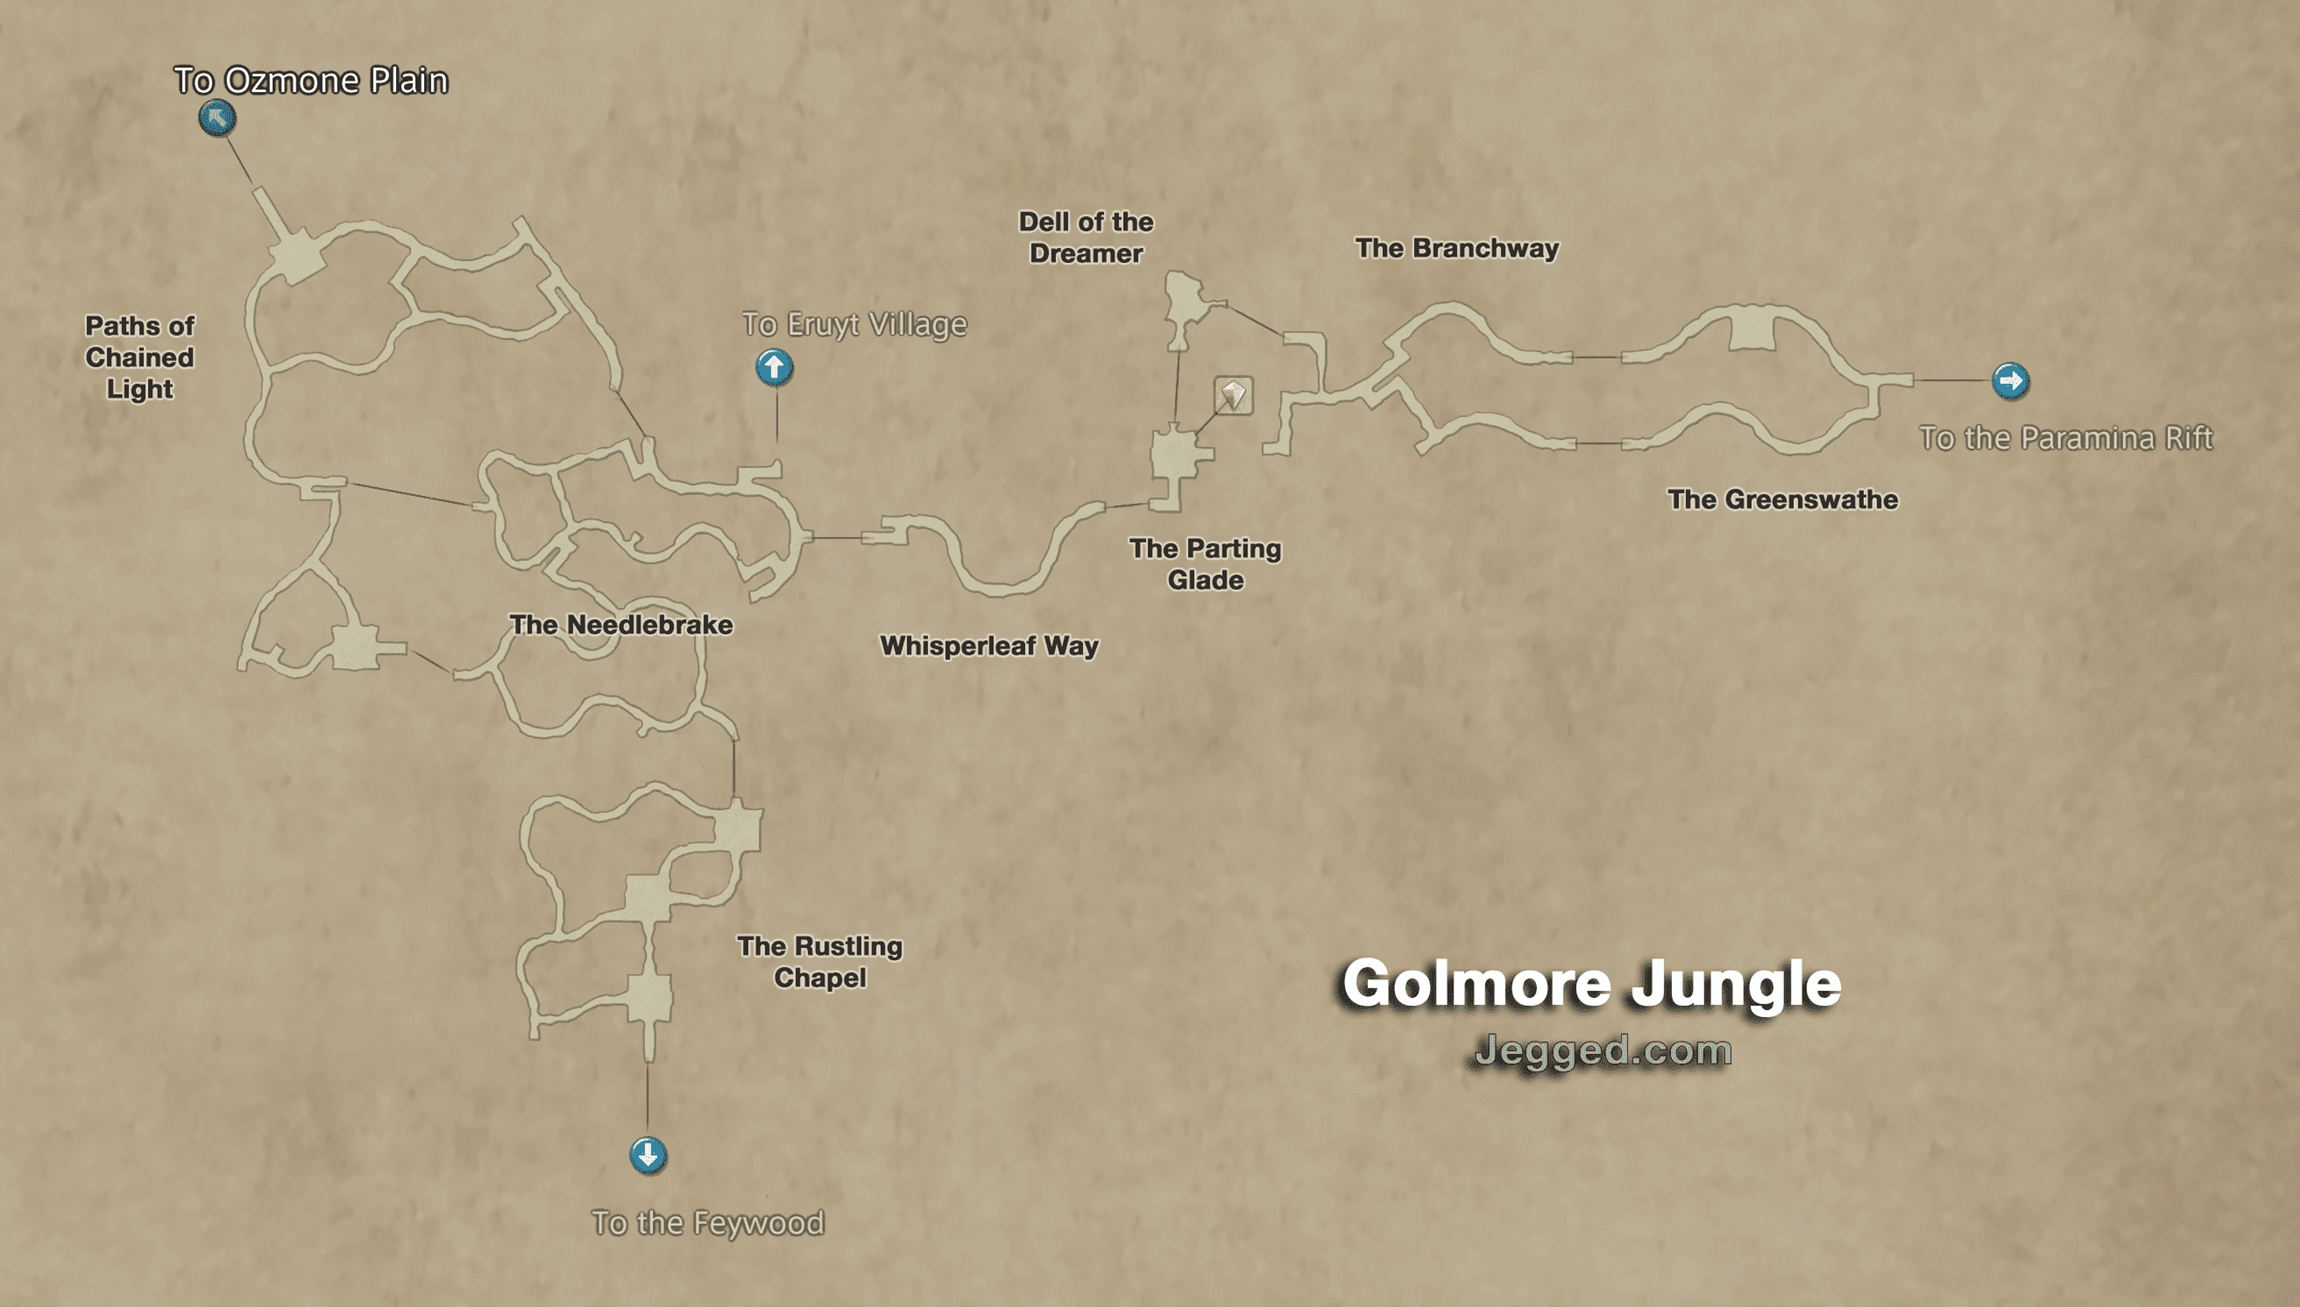 To Ozmone Plain
Dell of the
Dreamer
The Branchway
Paths of
Chained
Light
To Eruyt Village
To the Paramina Rift
The Greenswathe
The Parting
Glade
The Needlebrake
Whisperleaf Way
The Rustling
Chapel
Golmore Jungle
Jegged.com
To the Feywood